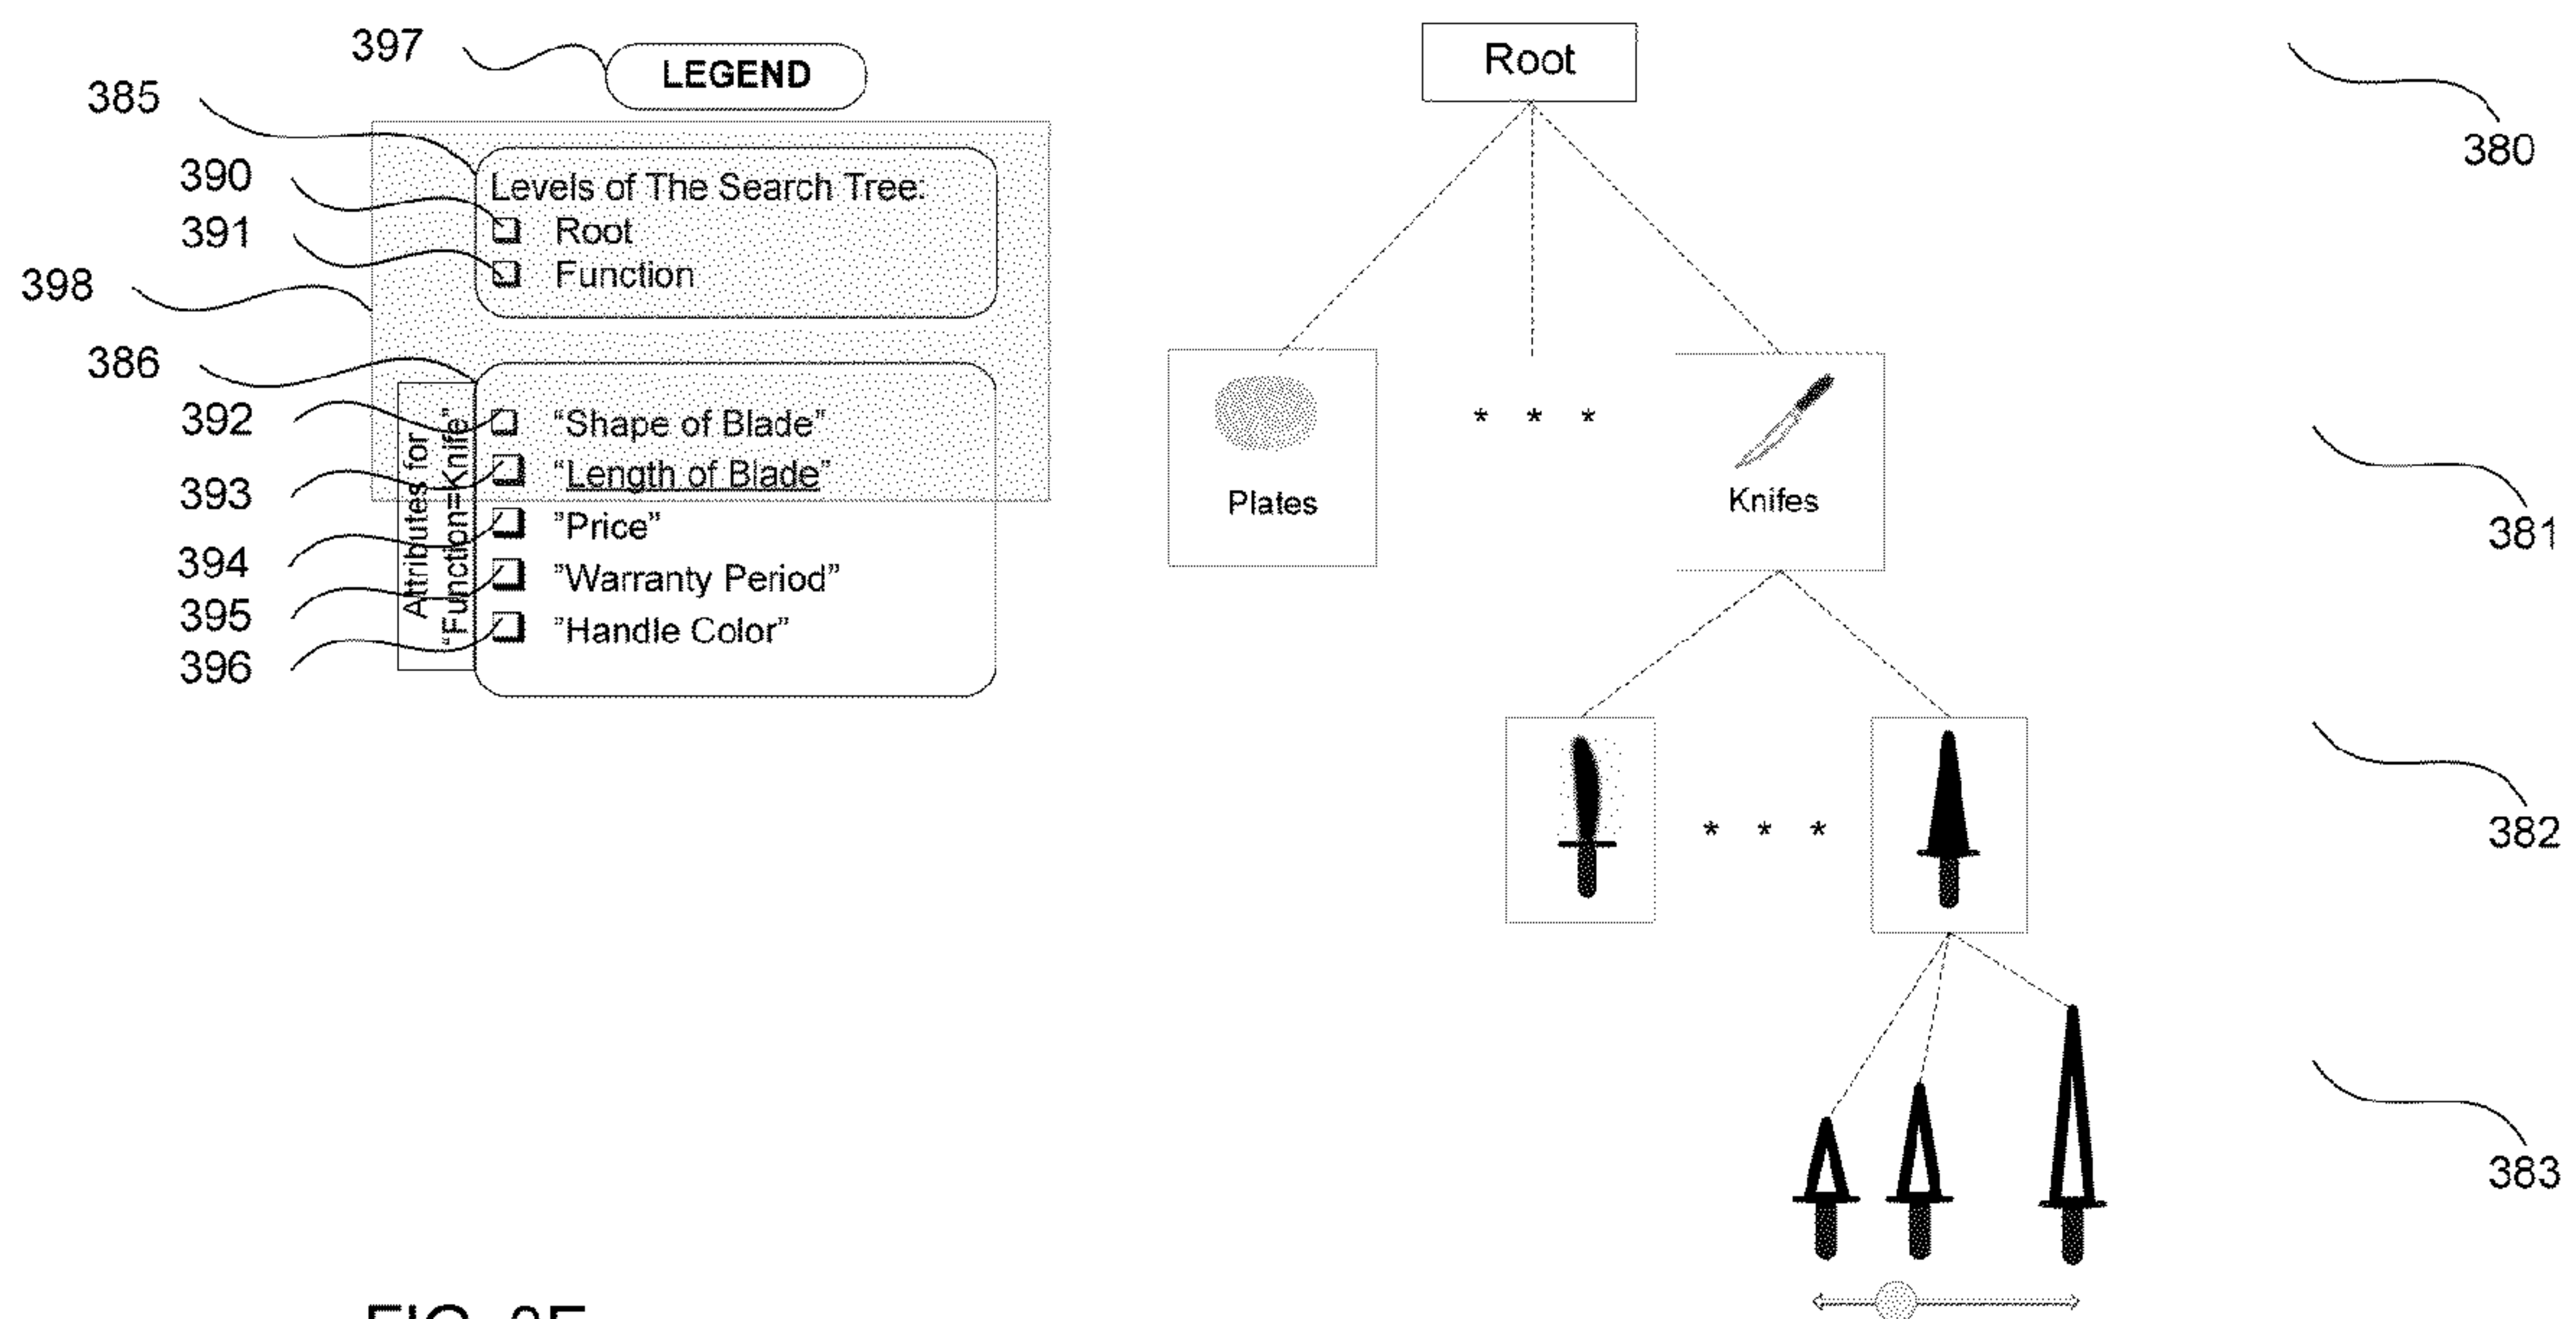 397
LEGEND
385
390
Levels of The Search Tree:
391
Root
Function
398
386
Attributes for
"Function=Knife"
392
“Shape of Blade”
393
“Length of Blade”
394
”Price”
395
”Warranty Period”
396
”Handle Color”
Root
380
Plates
* * *
Knifes
381
* * *
382
383